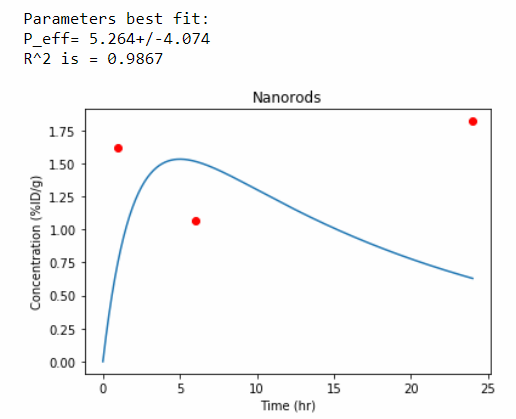 Parameters best fit:
P_eff= 5.264+/-4.074
R^2 is = 0.9867
Nanorods
Concentration (%ID/g)
1.75
1.50
1.25
1.00
0.75
0.50
0.25
0.00
0
5
10
15
20
25
Time (hr)